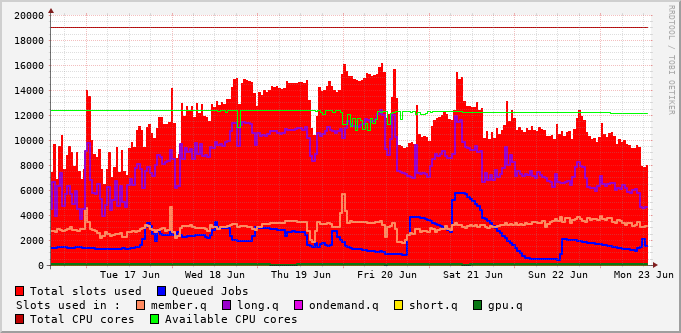 RRDTOOL / TOBI OETIKER
20000
18000
16000
14000
12000
10000
8000
6000
4000
2000
0
Tue 17 Jun Wed 18 Jun Thu 19 Jun Fri 20 Jun Sat 21 Jun Sun 22 Jun Mon 23 Jun
Total slots used Queued Jobs
Slots used in : member.q long.q ondemand.q short.q gpu.q
Total CPU cores Available CPU cores